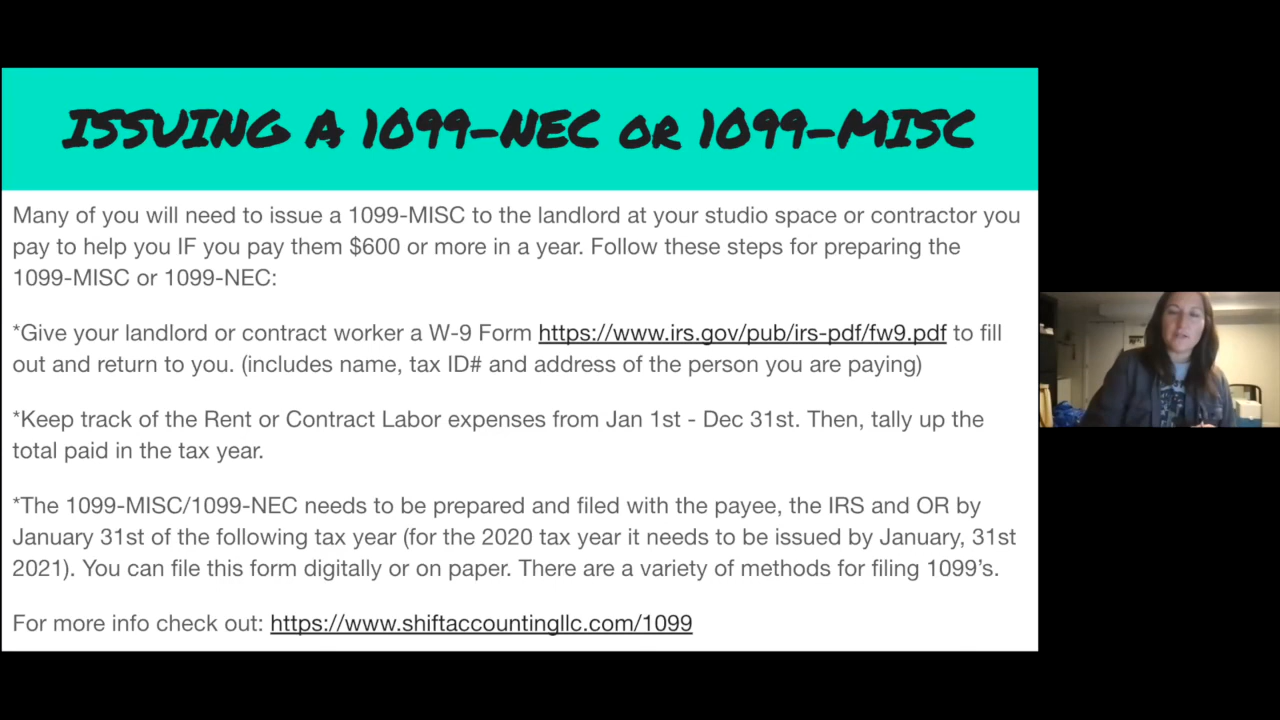 ISSUING A 1099-NEC OR 1099-MISC
Many of you will need to issue a 1099-MISC to the landlord at your studio space or contractor you
pay to help you IF you pay them $600 or more in a year. Follow these steps for preparing the
1099-MISC or 1099-NEC:
*Give your landlord or contract worker a W-9 Form https://www.irs.gov/pub/irs-pdf/fw9.pdf to fill
out and return to you. (includes name, tax ID# and address of the person you are paying)
*Keep track of the Rent or Contract Labor expenses from Jan 1st - Dec 31st. Then, tally up the
total paid in the tax year.
*The 1099-MISC/1099-NEC needs to be prepared and filed with the payee, the IRS and OR by
January 31st of the following tax year (for the 2020 tax year it needs to be issued by January, 31st
2021). You can file this form digitally or on paper. There are a variety of methods for filing 1099’s.
For more info check out: https://www.shiftaccountingllc.com/1099